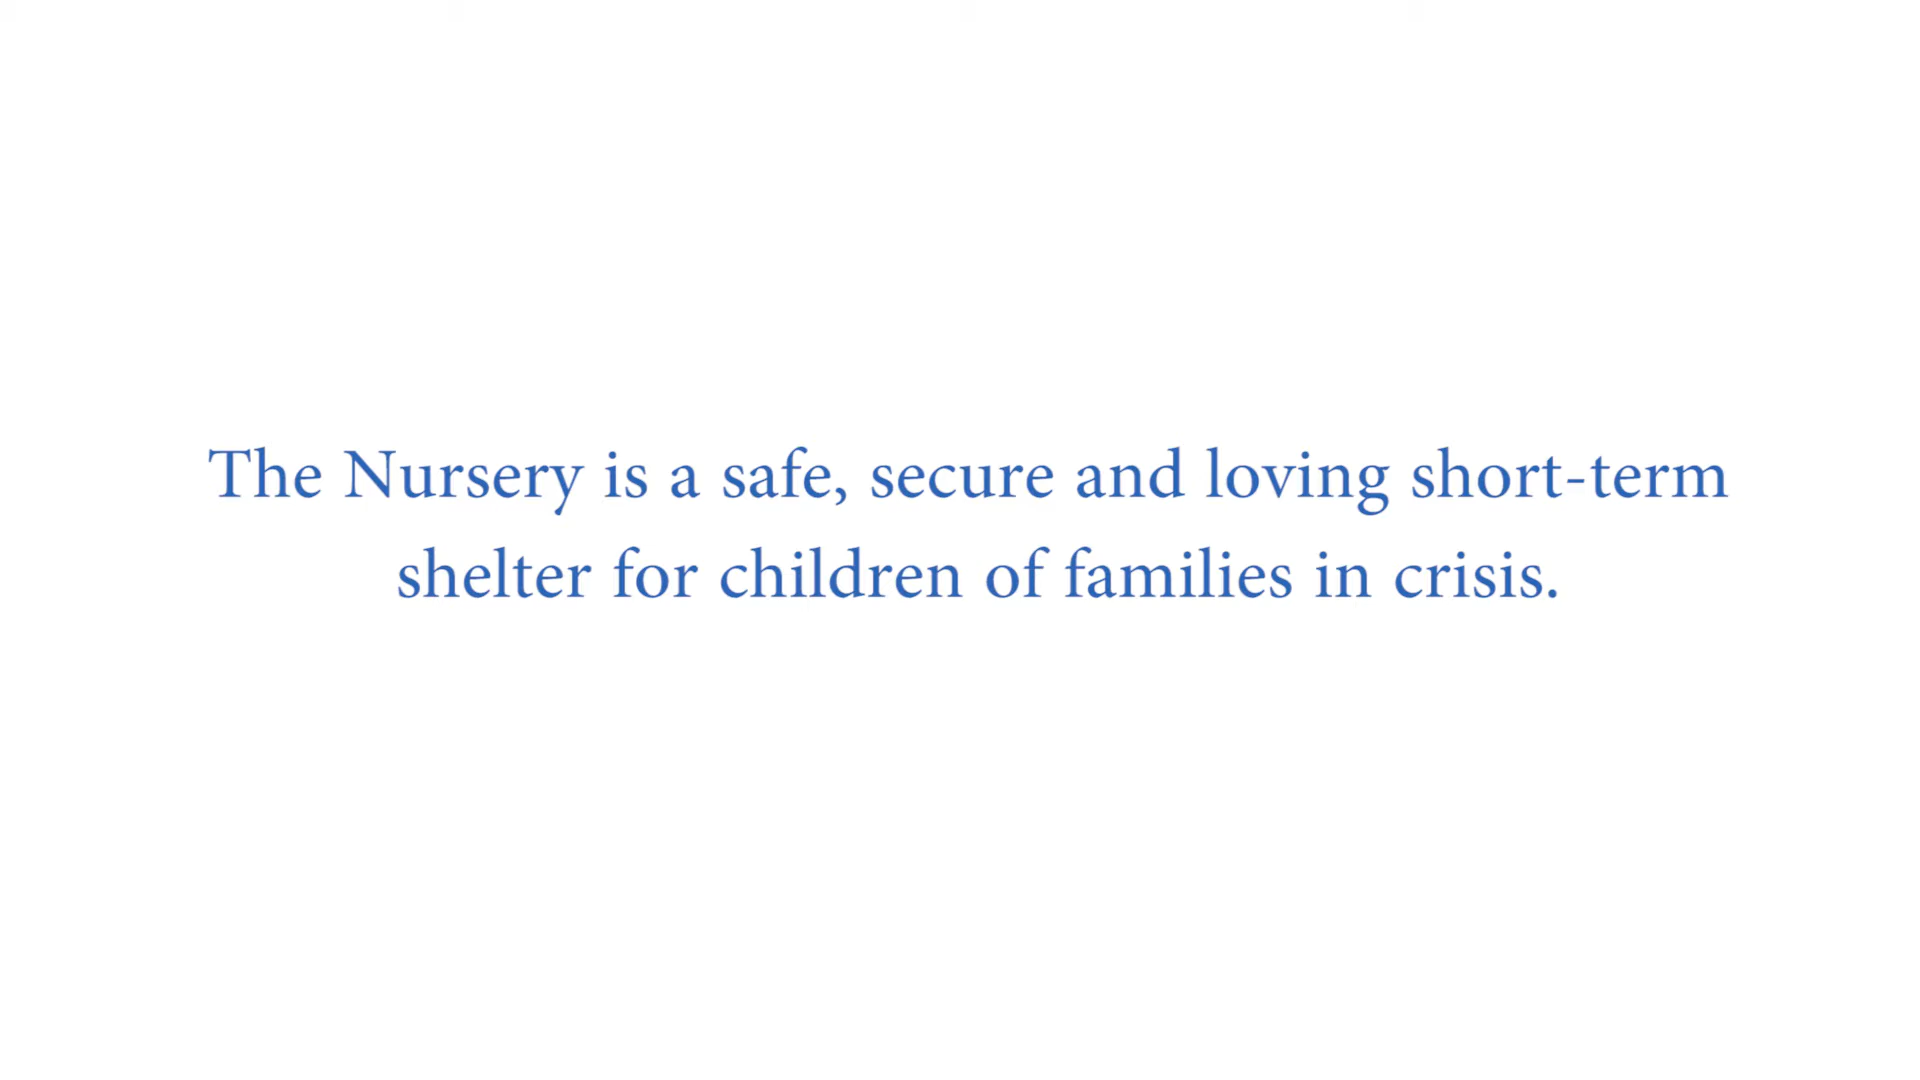 The Nursery is a safe, secure and loving short-term
shelter for children of families in crisis.